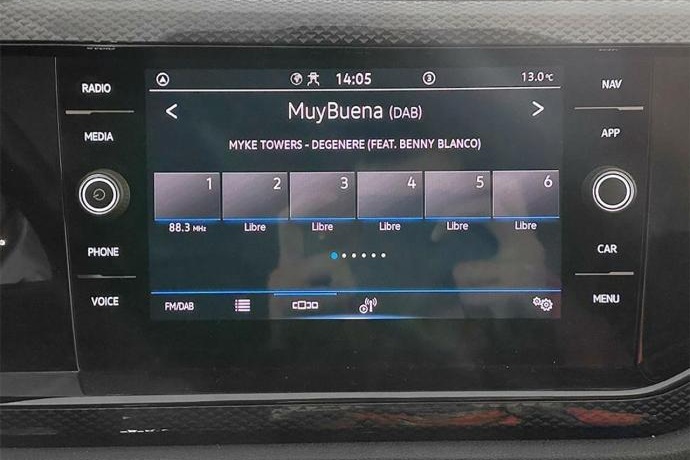 RADIO
MEDIA
PHONE
VOICE
14:05
3
13.0°C
< MuyBuena (DAB) >
MYKE TOWERS - DEGENERE (FEAT. BENNY BLANCO)
1 2 3 4 5 6
88.3 MHz Libre Libre Libre Libre Libre
FM/DAB
NAV
APP
CAR
MENU